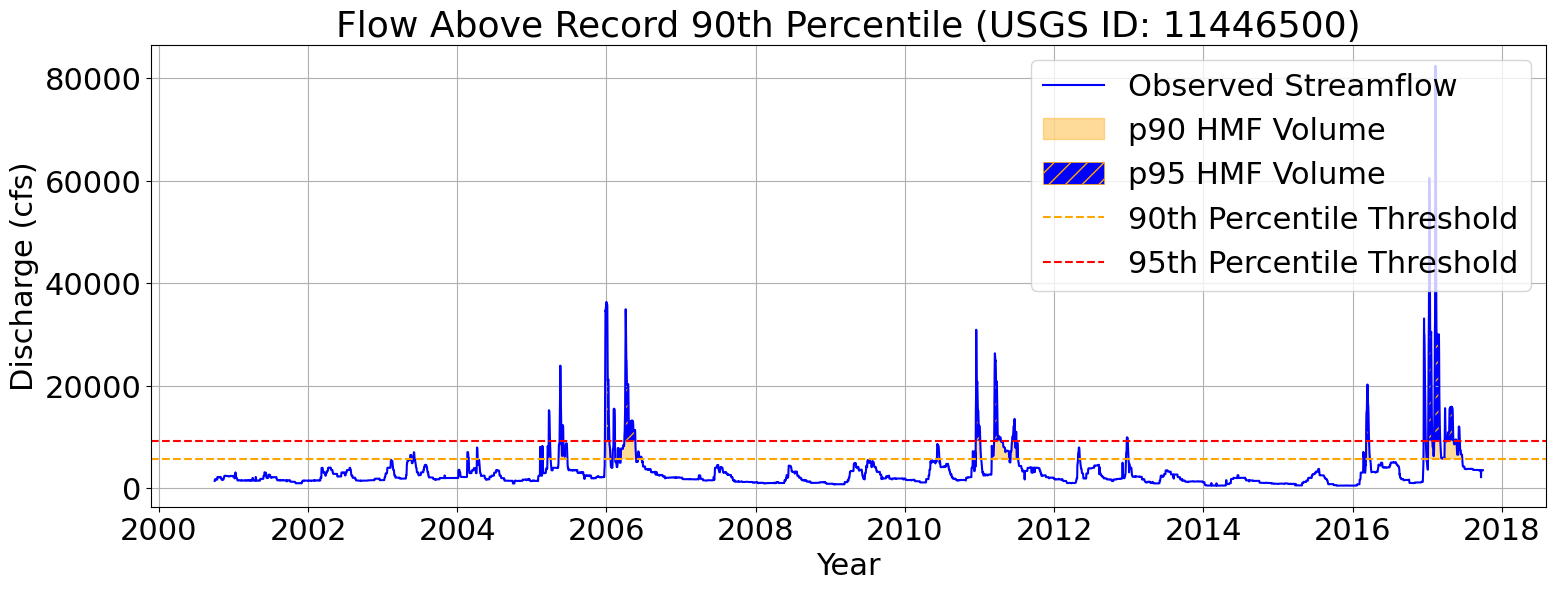 Flow Above Record 90th Percentile (USGS ID: 11446500)
Discharge (cfs)
80000
60000
40000
20000
0
Observed Streamflow
p90 HMF Volume
p95 HMF Volume
90th Percentile Threshold
95th Percentile Threshold
2000 2002 2004 2006 2008 2010 2012 2014 2016 2018
Year